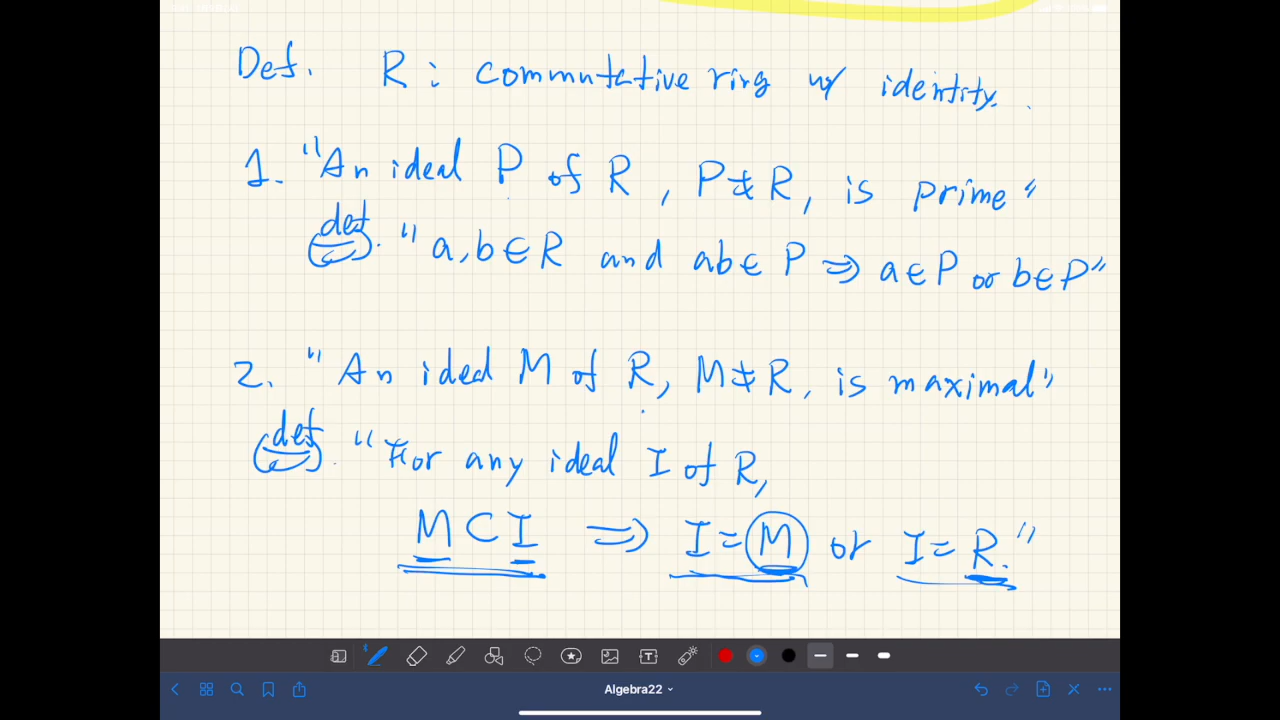 Def. R : commutative ring w/ identity.
1. "An ideal P of R, P ≠ R, is prime"
def. "a, b ∈ R and ab ∈ P ⇒ a ∈ P or b ∈ P"
2. "An ideal M of R, M ≠ R, is maximal"
def. "For any ideal I of R,
M ⊂ I ⇒ I = M or I = R."
Algebra22